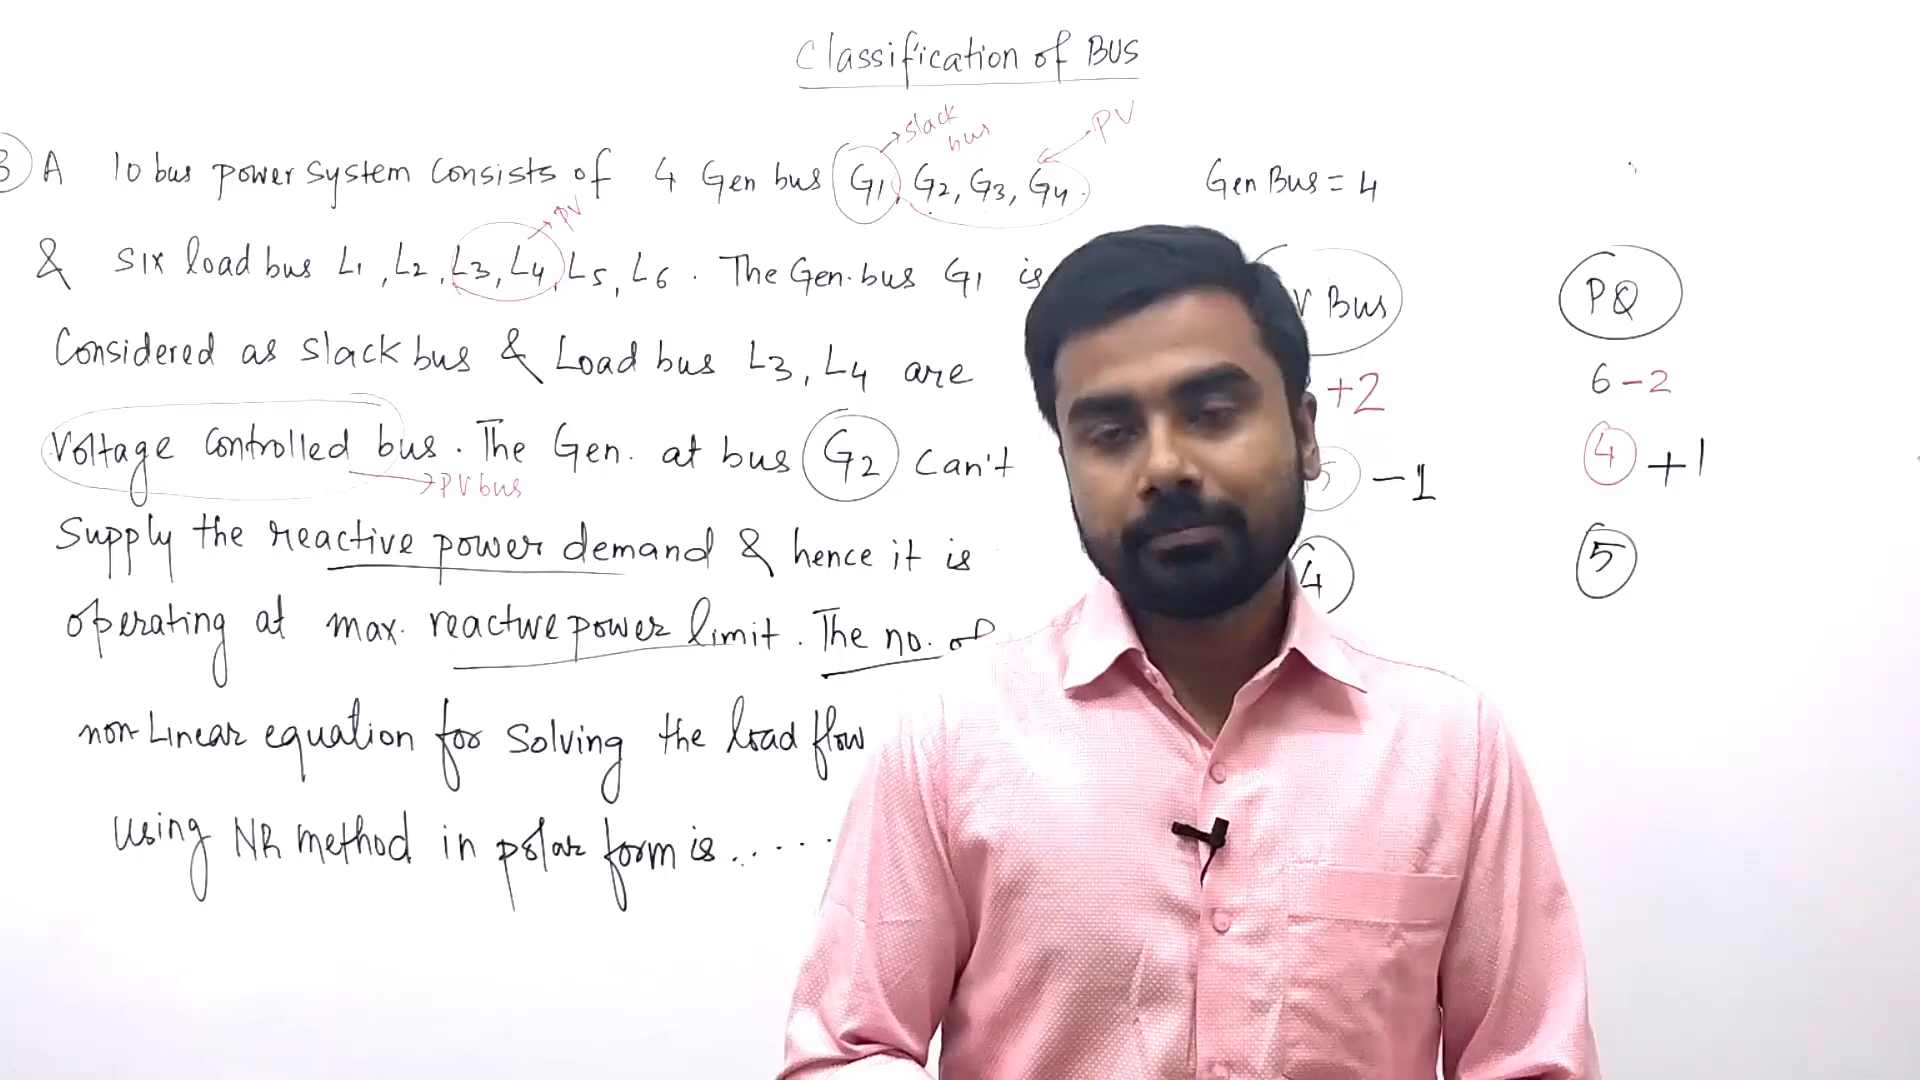 Classification of BUS
slack bus
PV
3 A 10 bus power system consists of 4 Gen bus G1, G2, G3, G4.
Gen Bus = 4
PV
& six load bus L1, L2, L3, L4, L5, L6. The Gen. bus G1 is
V Bus
PQ
Considered as slack bus & Load bus L3, L4 are
+2
6-2
Voltage Controlled bus. The Gen. at bus G2 can't
5 -1
4 +1
PV bus
Supply the reactive power demand & hence it is
4
5
operating at max. reactive power limit. The no. of
non-Linear equation for solving the load flow
using NR method in polar form is .....